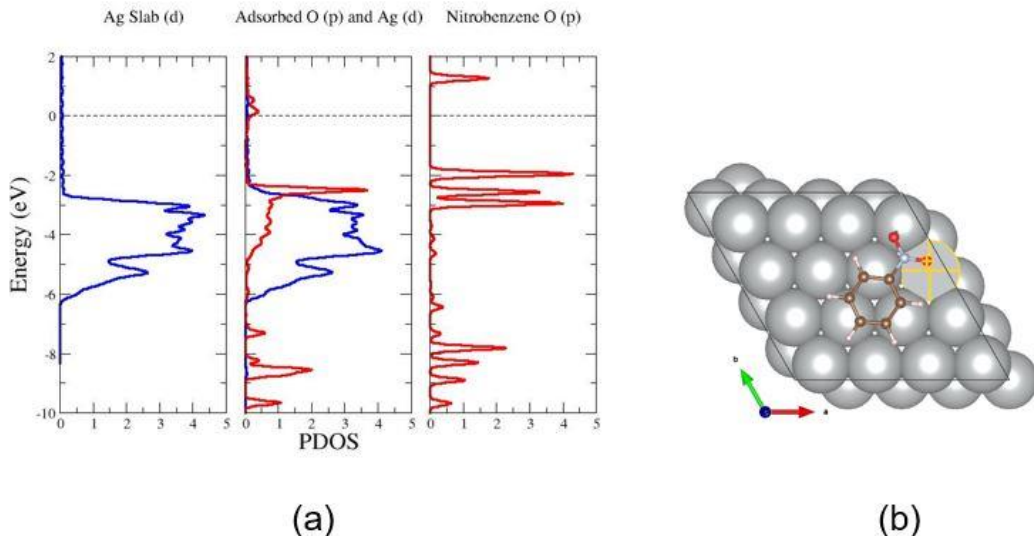 Ag Slab (d)
Adsorbed O (p) and Ag (d)
Nitrobenzene O (p)
Energy (eV)
2
0
-2
-4
-6
-8
-10
0 1 2 3 4 5
0 1 2 3 4 5
0 1 2 3 4 5
PDOS
b
a
(a)
(b)